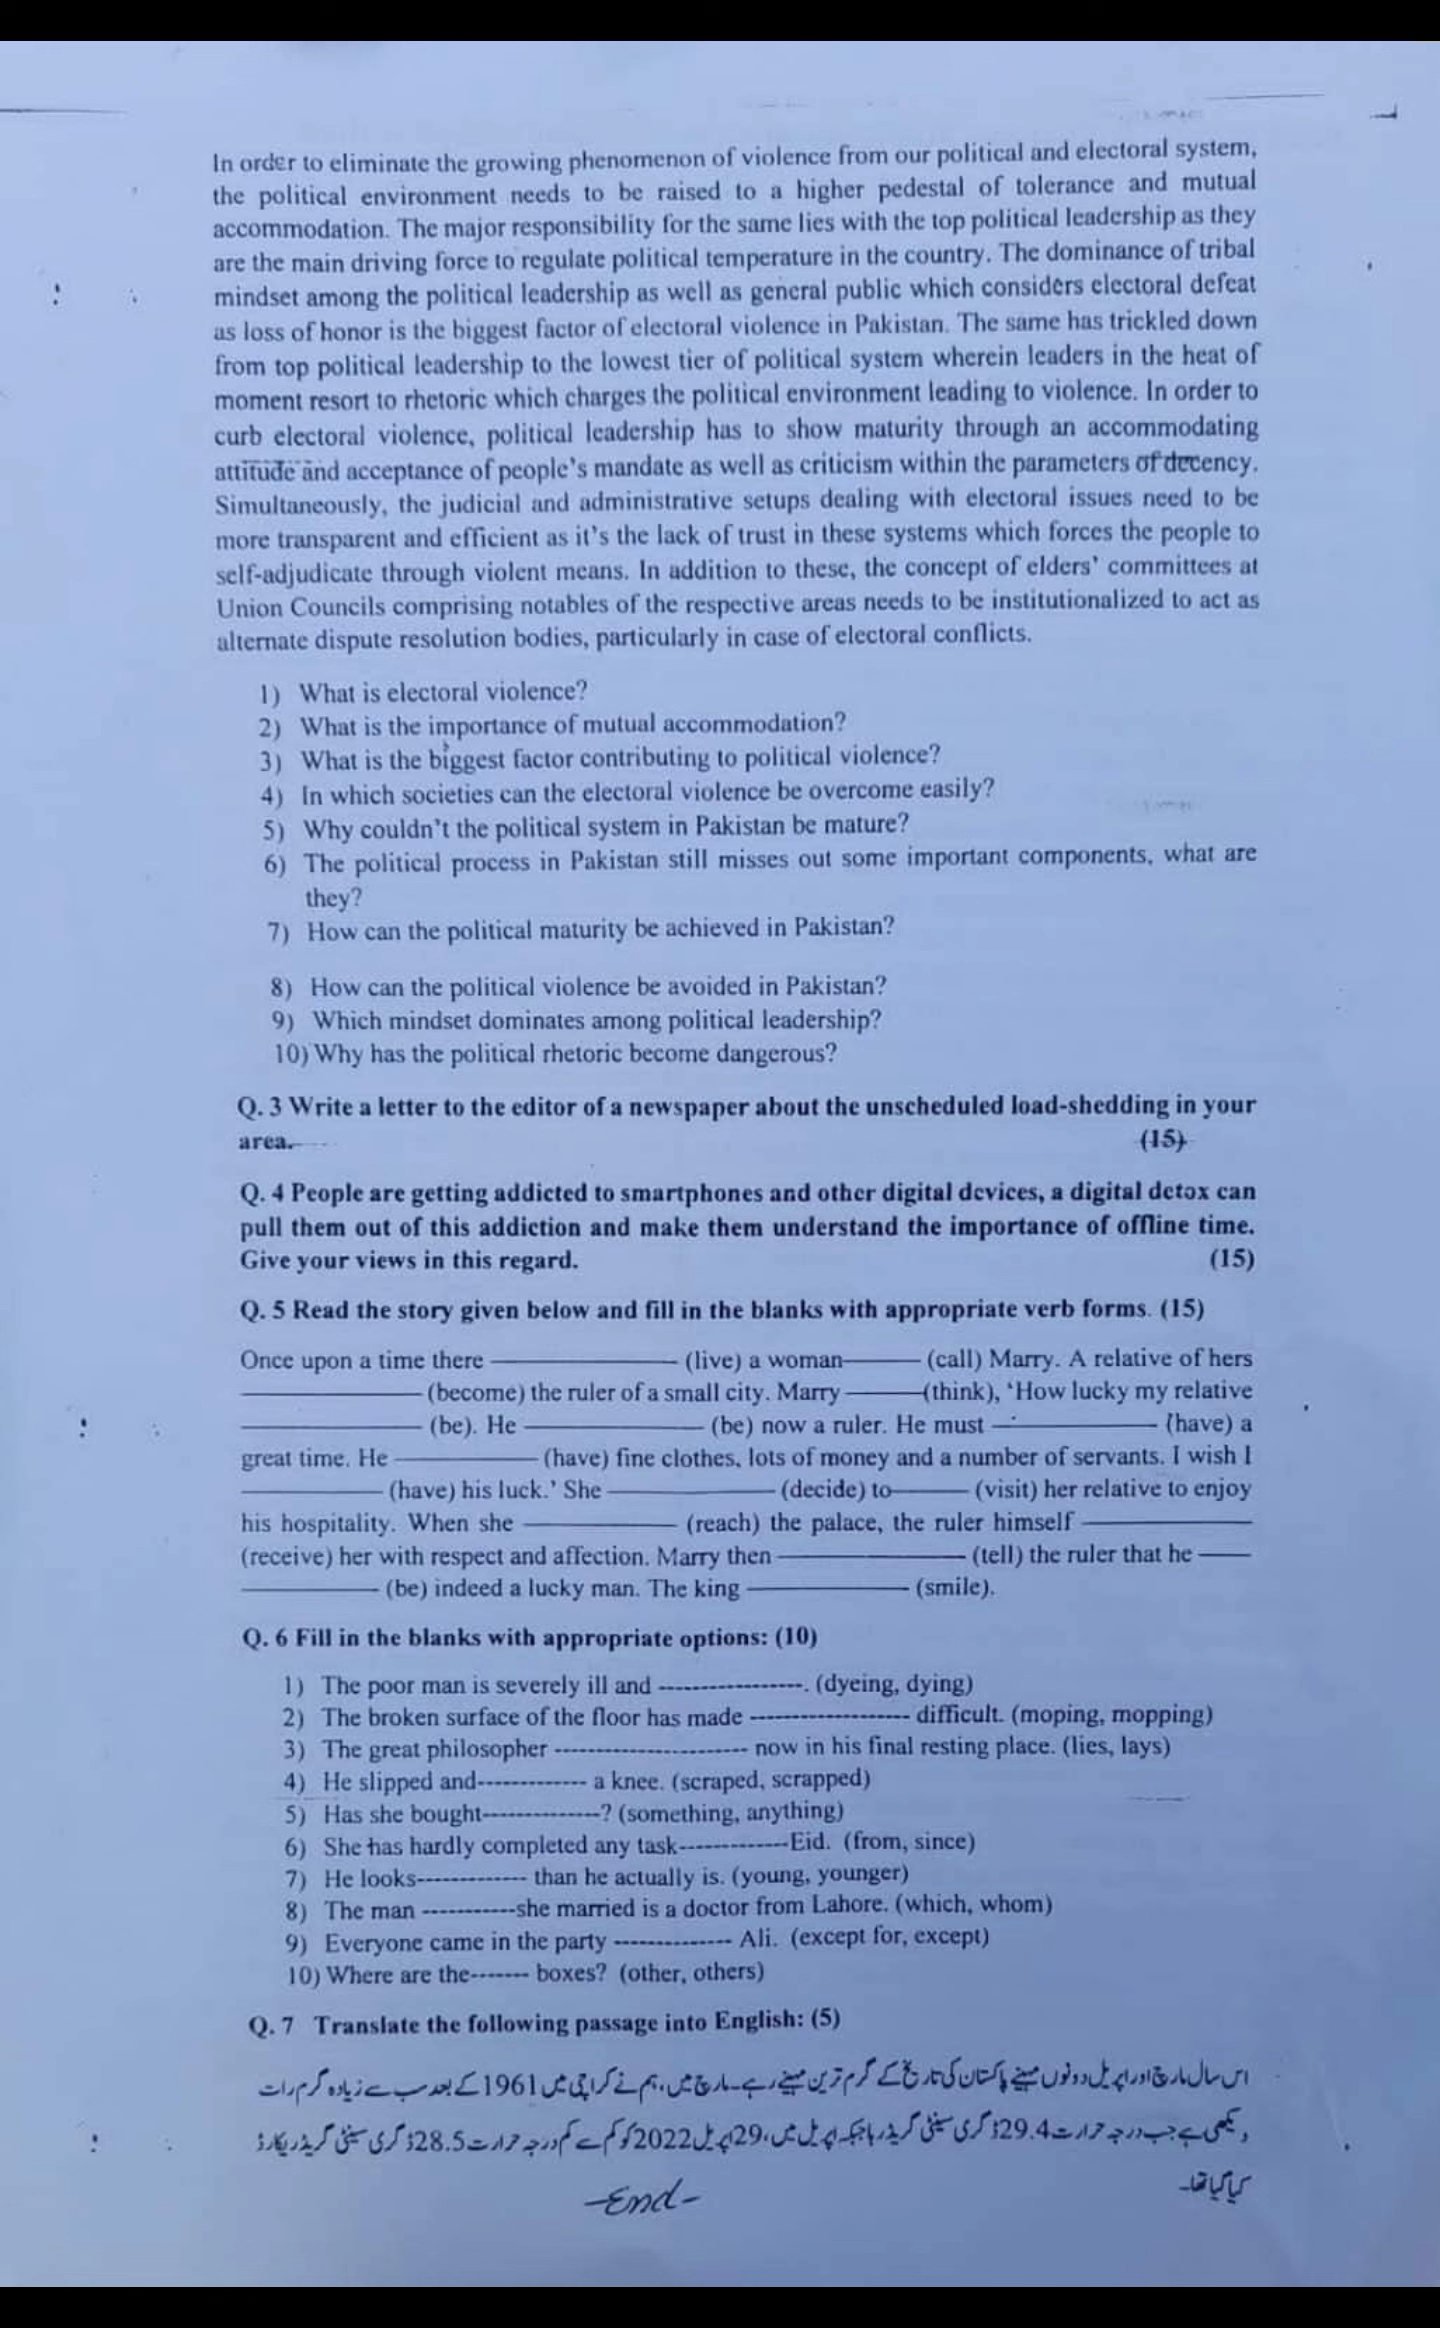 In order to eliminate the growing phenomenon of violence from our political and electoral system,
the political environment needs to be raised to a higher pedestal of tolerance and mutual
accommodation. The major responsibility for the same lies with the top political leadership as they
are the main driving force to regulate political temperature in the country. The dominance of tribal
mindset among the political leadership as well as general public which considers electoral defeat
as loss of honor is the biggest factor of electoral violence in Pakistan. The same has trickled down
from top political leadership to the lowest tier of political system wherein leaders in the heat of
moment resort to rhetoric which charges the political environment leading to violence. In order to
curb electoral violence, political leadership has to show maturity through an accommodating
attitude and acceptance of people's mandate as well as criticism within the parameters of decency.
Simultaneously, the judicial and administrative setups dealing with electoral issues need to be
more transparent and efficient as it's the lack of trust in these systems which forces the people to
self-adjudicate through violent means. In addition to these, the concept of elders' committees at
Union Councils comprising notables of the respective areas needs to be institutionalized to act as
alternate dispute resolution bodies, particularly in case of electoral conflicts.
1) What is electoral violence?
2) What is the importance of mutual accommodation?
3) What is the biggest factor contributing to political violence?
4) In which societies can the electoral violence be overcome easily?
5) Why couldn't the political system in Pakistan be mature?
6) The political process in Pakistan still misses out some important components, what are
they?
7) How can the political maturity be achieved in Pakistan?
8) How can the political violence be avoided in Pakistan?
9) Which mindset dominates among political leadership?
10) Why has the political rhetoric become dangerous?
Q. 3 Write a letter to the editor of a newspaper about the unscheduled load-shedding in your
area. (15)
Q. 4 People are getting addicted to smartphones and other digital devices, a digital detox can
pull them out of this addiction and make them understand the importance of offline time.
Give your views in this regard. (15)
Q. 5 Read the story given below and fill in the blanks with appropriate verb forms. (15)
Once upon a time there ———— (live) a woman——— (call) Marry. A relative of hers
———— (become) the ruler of a small city. Marry ———(think), 'How lucky my relative
———— (be). He ———— (be) now a ruler. He must ———— (have) a
great time. He ———— (have) fine clothes, lots of money and a number of servants. I wish I
———— (have) his luck.' She ———— (decide) to——— (visit) her relative to enjoy
his hospitality. When she ———— (reach) the palace, the ruler himself ————
(receive) her with respect and affection. Marry then ———— (tell) the ruler that he ——
———— (be) indeed a lucky man. The king ———— (smile).
Q. 6 Fill in the blanks with appropriate options: (10)
1) The poor man is severely ill and -----------------. (dyeing, dying)
2) The broken surface of the floor has made ------------------- difficult. (moping, mopping)
3) The great philosopher ----------------------- now in his final resting place. (lies, lays)
4) He slipped and------------- a knee. (scraped, scrapped)
5) Has she bought--------------? (something, anything)
6) She has hardly completed any task-------------Eid. (from, since)
7) He looks------------- than he actually is. (young, younger)
8) The man -----------she married is a doctor from Lahore. (which, whom)
9) Everyone came in the party -------------- Ali. (except for, except)
10) Where are the------- boxes? (other, others)
Q. 7 Translate the following passage into English: (5)
اس سال مارچ اور اپریل دونوں مہینے پاکستان کی تاریخ کے گرم ترین مہینے رہے۔ مارچ میں، ہم نے کراچی میں 1961 کے بعد سب سے زیادہ گرم رات
دیکھی ہے جب درجہ حرارت 29.4 ڈگری سینٹی گریڈ رہا جبکہ اپریل میں، 29 اپریل 2022 کو کم سے کم درجہ حرارت 28.5 ڈگری سینٹی گریڈ ریکارڈ
کیا گیا تھا۔
-End-